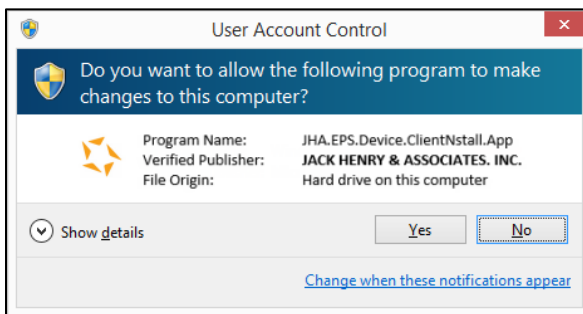 User Account Control
Do you want to allow the following program to make
changes to this computer?
Program Name: JHA.EPS.Device.ClientNstall.App
Verified Publisher: JACK HENRY & ASSOCIATES. INC.
File Origin: Hard drive on this computer
Show details
Yes No
Change when these notifications appear